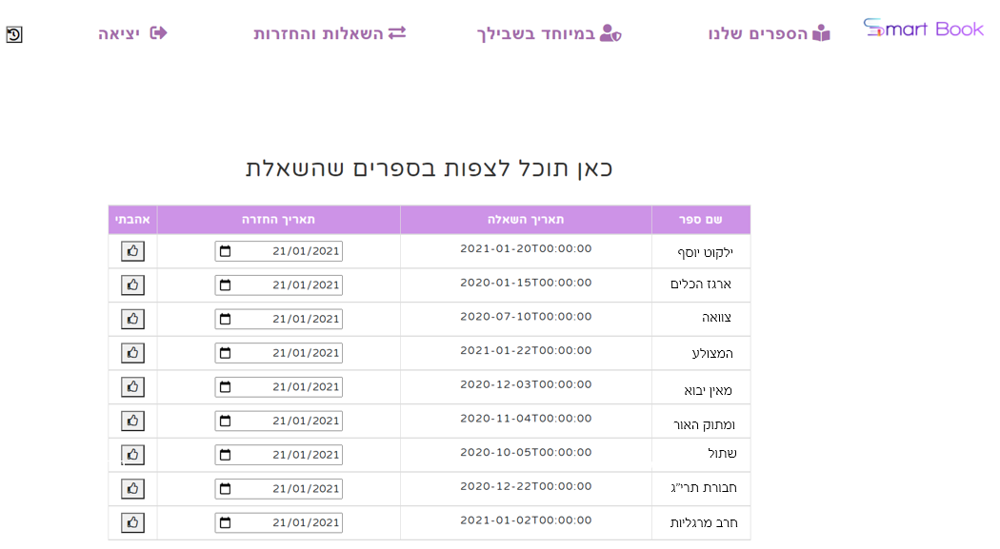 Smart Book הספרים שלנו במיוחד בשבילך השאלות והחזרות יציאה
כאן תוכל לצפות בספרים שהשאלת
שם ספר תאריך השאלה תאריך החזרה אהבתי
ילקוט יוסף 2021-01-20T00:00:00 21/01/2021
ארגז הכלים 2020-01-15T00:00:00 21/01/2021
צוואה 2020-07-10T00:00:00 21/01/2021
המצולע 2021-01-22T00:00:00 21/01/2021
מאין יבוא 2020-12-03T00:00:00 21/01/2021
ומתוק האור 2020-11-04T00:00:00 21/01/2021
שתול 2020-10-05T00:00:00 21/01/2021
חבורת תרי"ג 2020-12-22T00:00:00 21/01/2021
חרב מרגליות 2021-01-02T00:00:00 21/01/2021